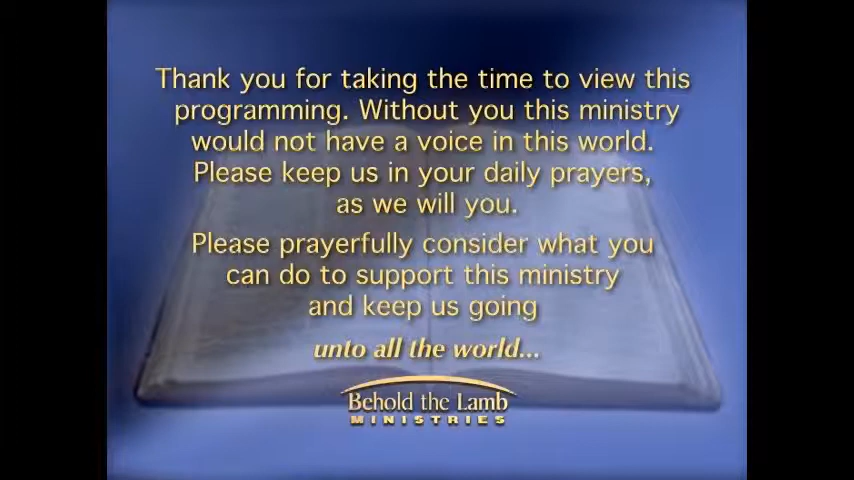 Thank you for taking the time to view this
programming. Without you this ministry
would not have a voice in this world.
Please keep us in your daily prayers,
as we will you.
Please prayerfully consider what you
can do to support this ministry
and keep us going
unto all the world...
Behold the Lamb
MINISTRIES